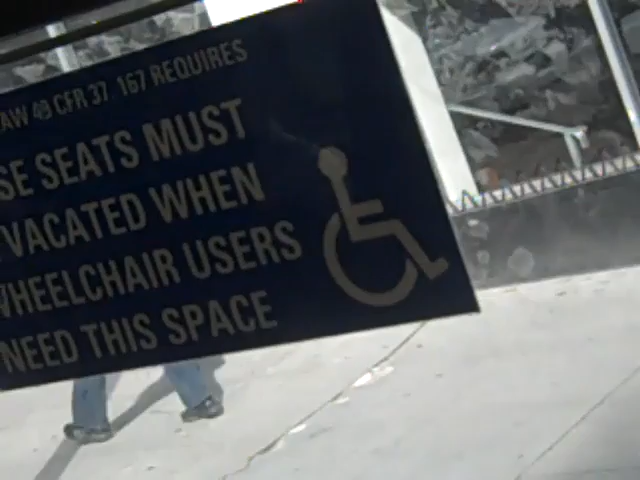 AW 49 CFR 37.167 REQUIRES
SE SEATS MUST
VACATED WHEN
WHEELCHAIR USERS
NEED THIS SPACE